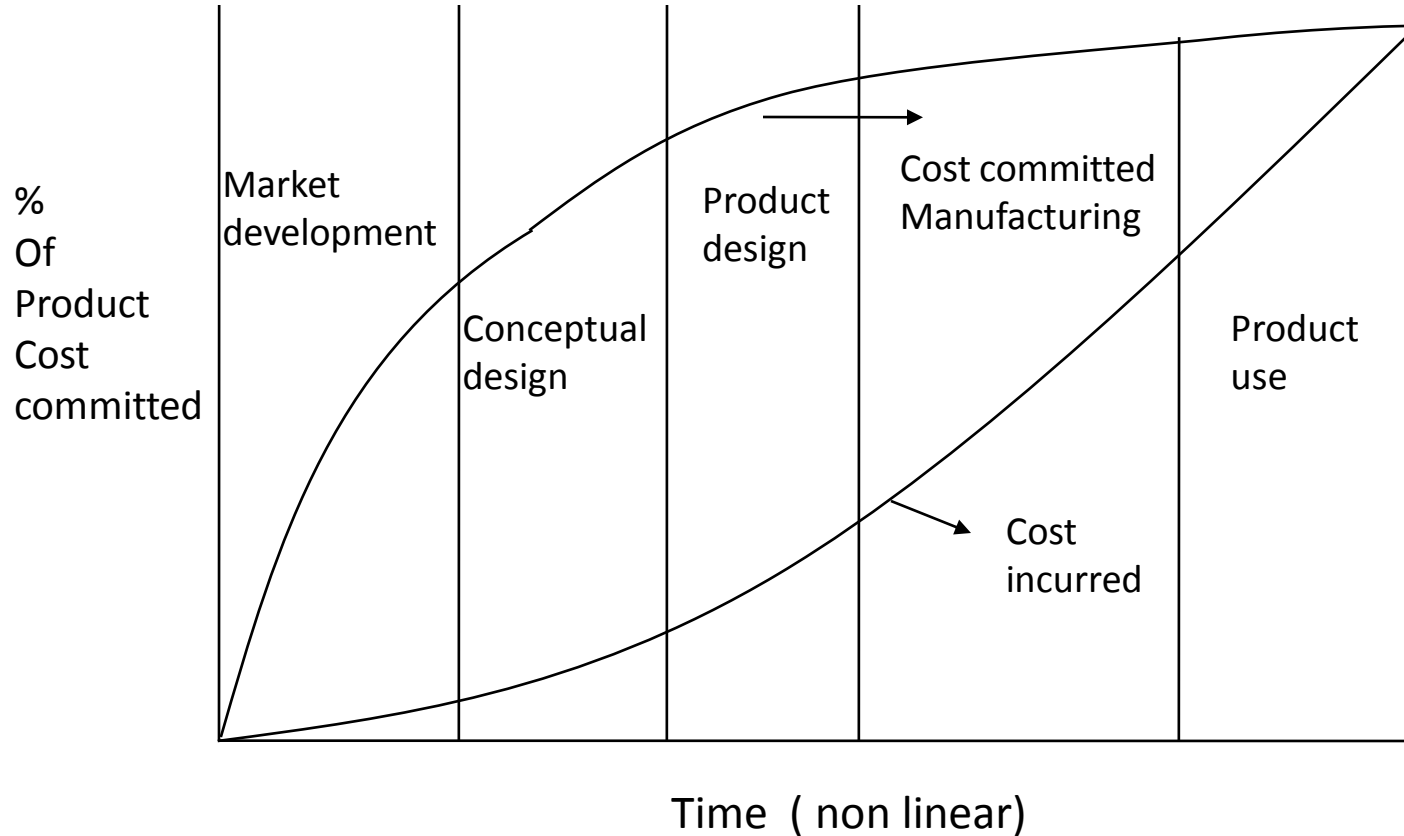 %
Of
Product
Cost
committed
Market
development
Conceptual
design
Product
design
Cost committed
Manufacturing
Product
use
Cost
incurred
Time  ( non linear)